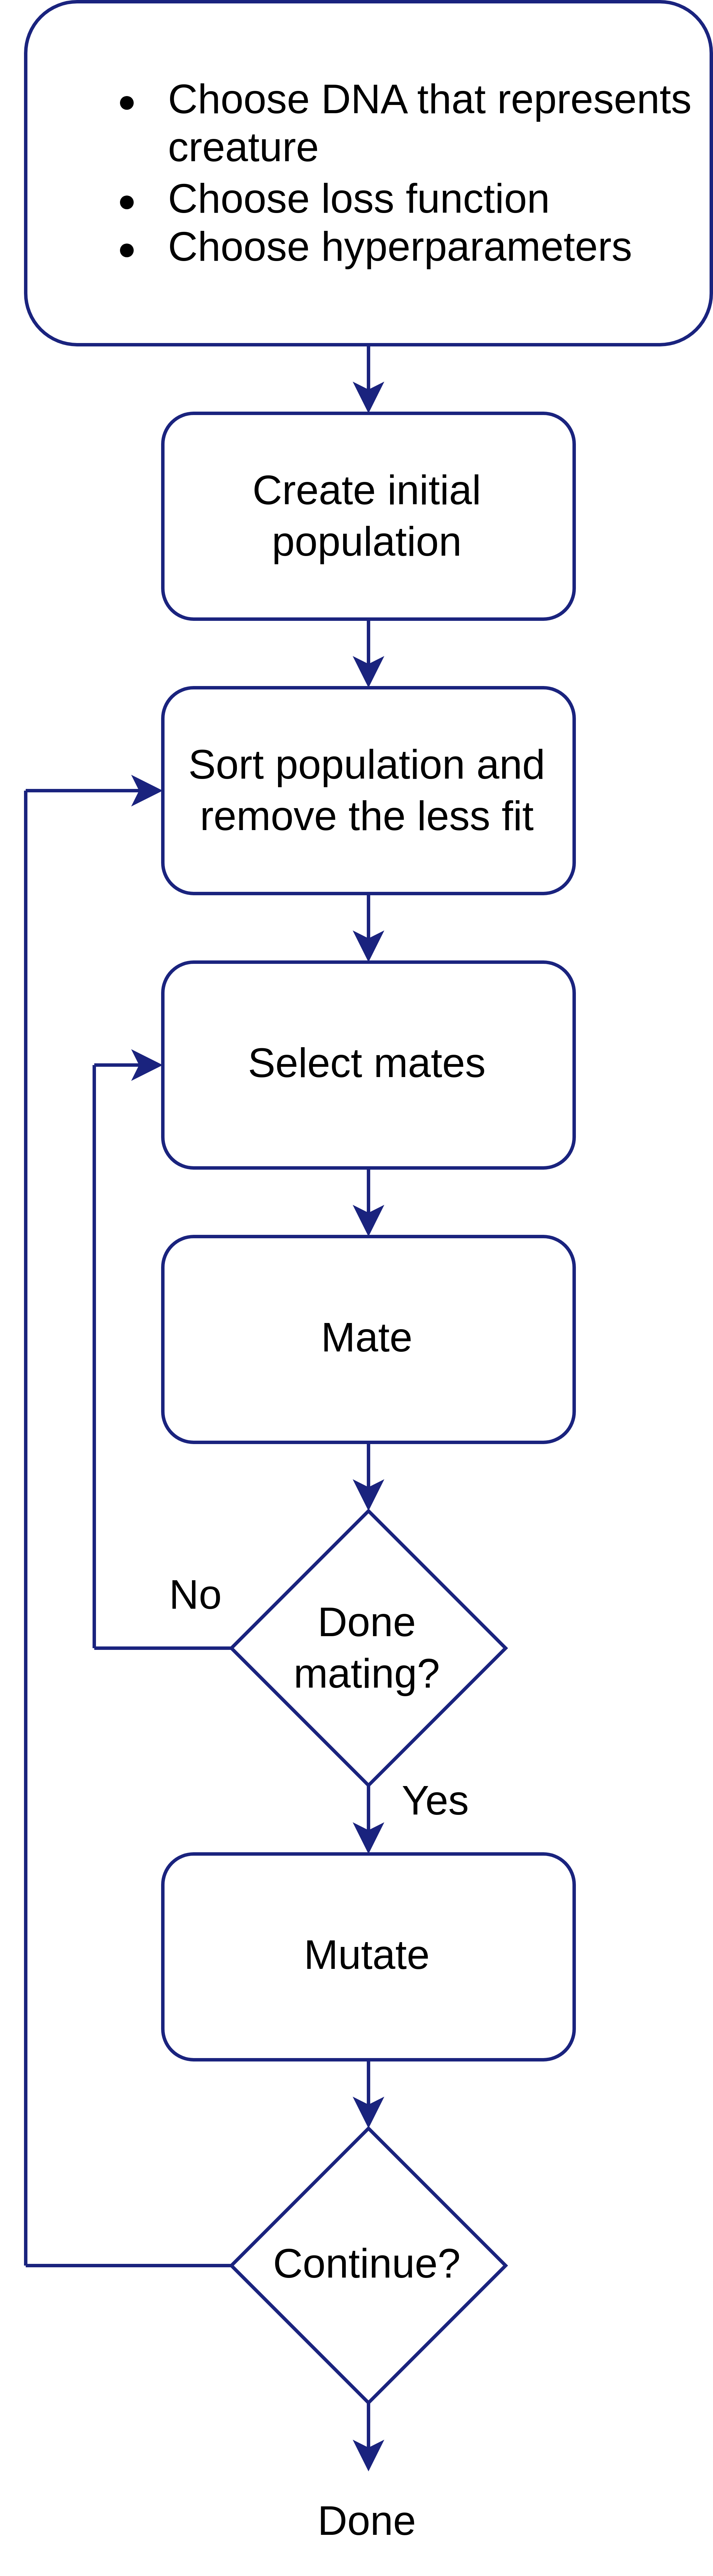 • Choose DNA that represents
creature
• Choose loss function
• Choose hyperparameters
Create initial
population
Sort population and
remove the less fit
Select mates
Mate
No
Done
mating?
Yes
Mutate
Continue?
Done